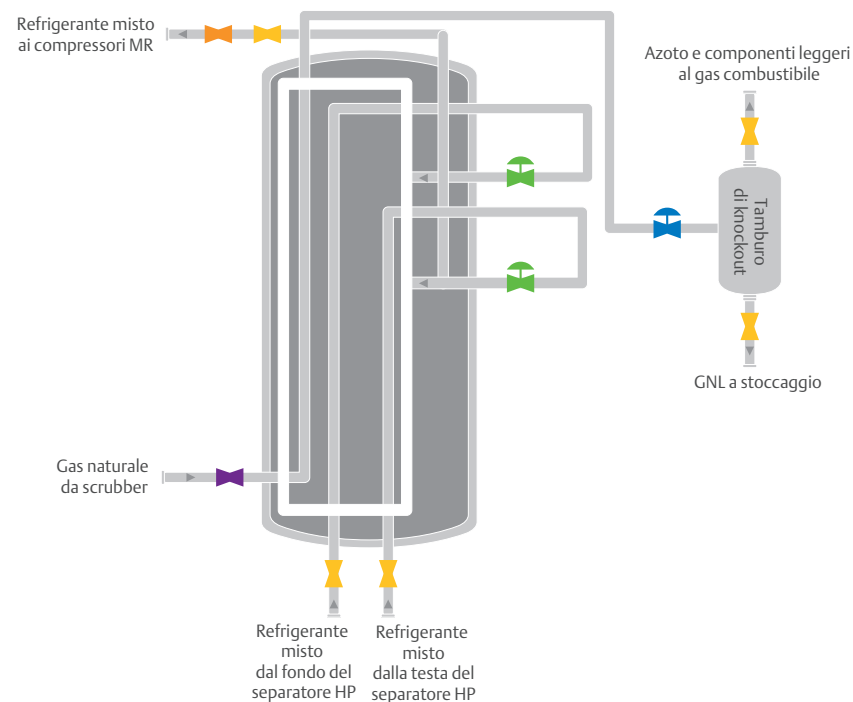 Refrigerante misto
ai compressori MR
Azoto e componenti leggeri
al gas combustibile
Tamburo
di knockout
GNL a stoccaggio
Gas naturale
da scrubber
Refrigerante
misto
dal fondo del
separatore HP
Refrigerante
misto
dalla testa del
separatore HP